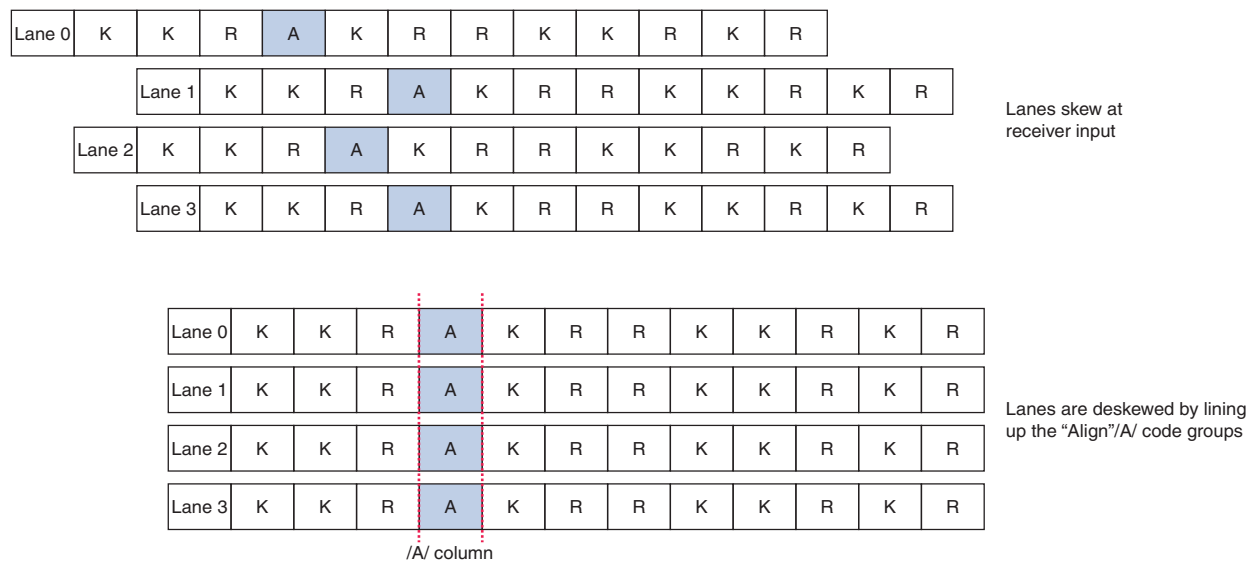 Lane 0 K K R A K R R K K R K R
Lane 1 K K R A K R R K K R K R
Lane 2 K K R A K R R K K R K R
Lane 3 K K R A K R R K K R K R
Lanes skew at
receiver input
Lane 0 K K R A K R R K K R K R
Lane 1 K K R A K R R K K R K R
Lane 2 K K R A K R R K K R K R
Lane 3 K K R A K R R K K R K R
Lanes are deskewed by lining
up the “Align”/A/ code groups
/A/ column